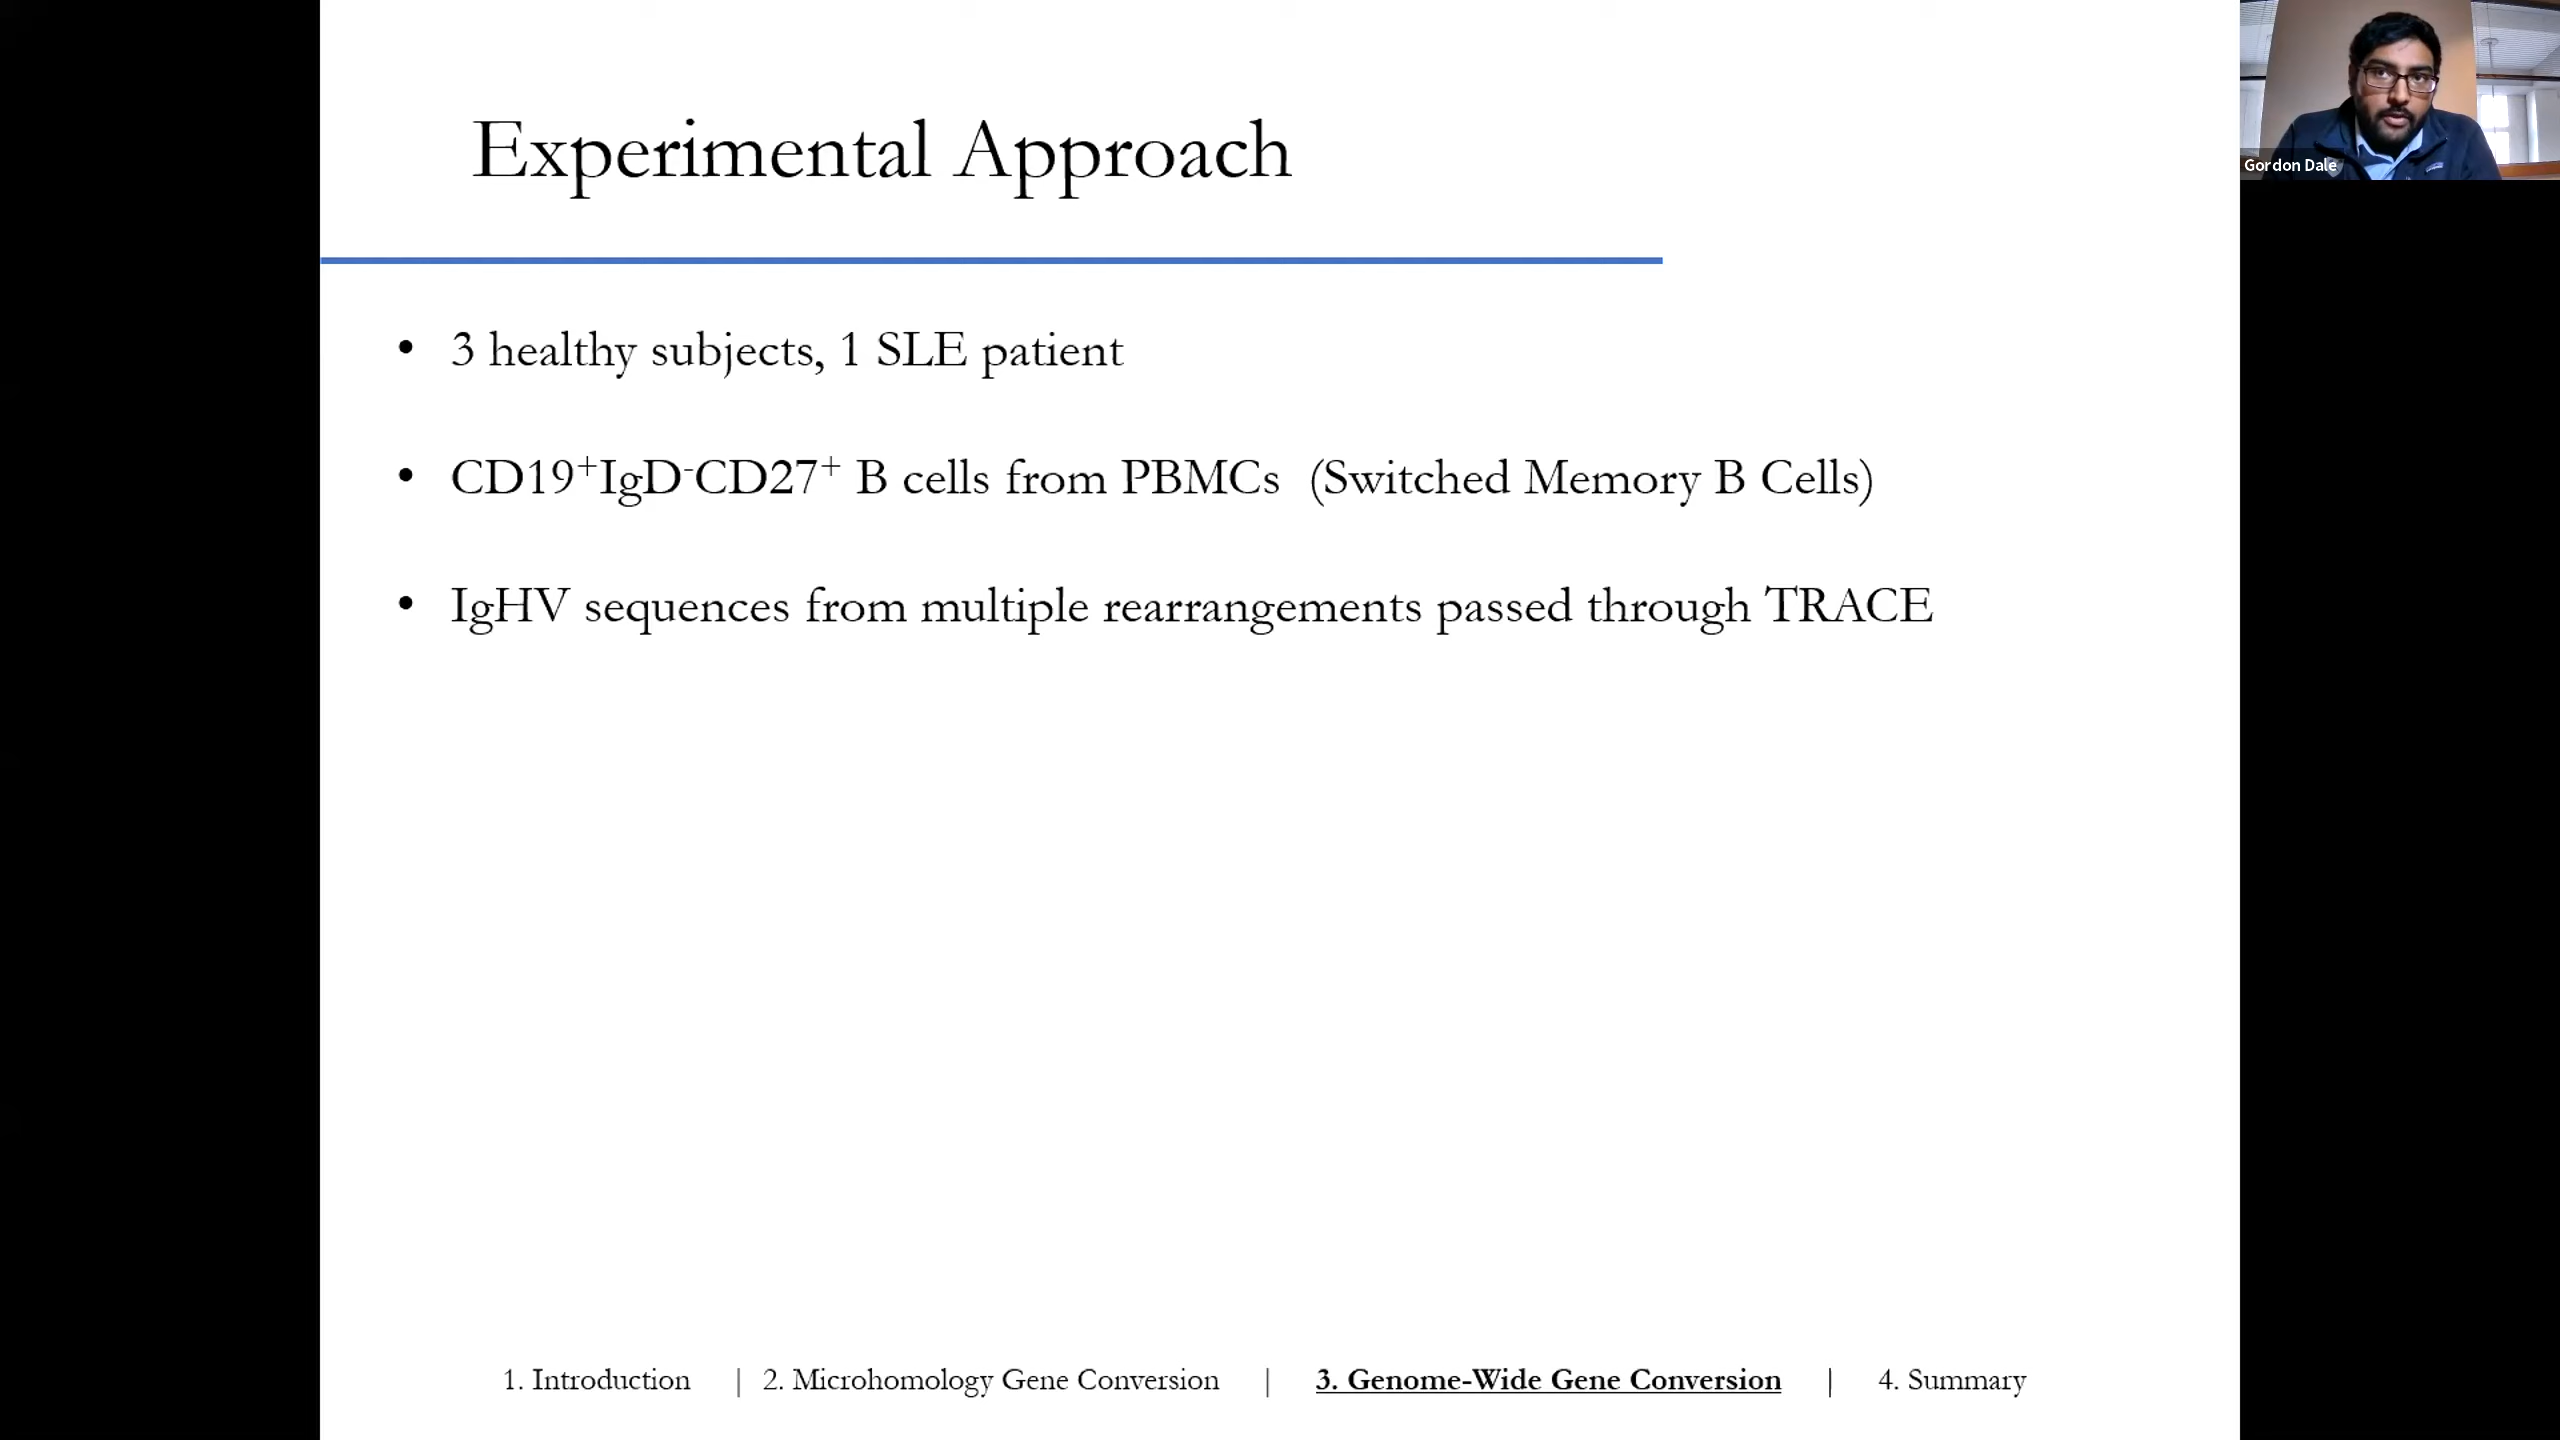 Experimental Approach
Gordon Dale
• 3 healthy subjects, 1 SLE patient
• CD19⁺IgD⁻CD27⁺ B cells from PBMCs (Switched Memory B Cells)
• IgHV sequences from multiple rearrangements passed through TRACE
1. Introduction | 2. Microhomology Gene Conversion | 3. Genome-Wide Gene Conversion | 4. Summary